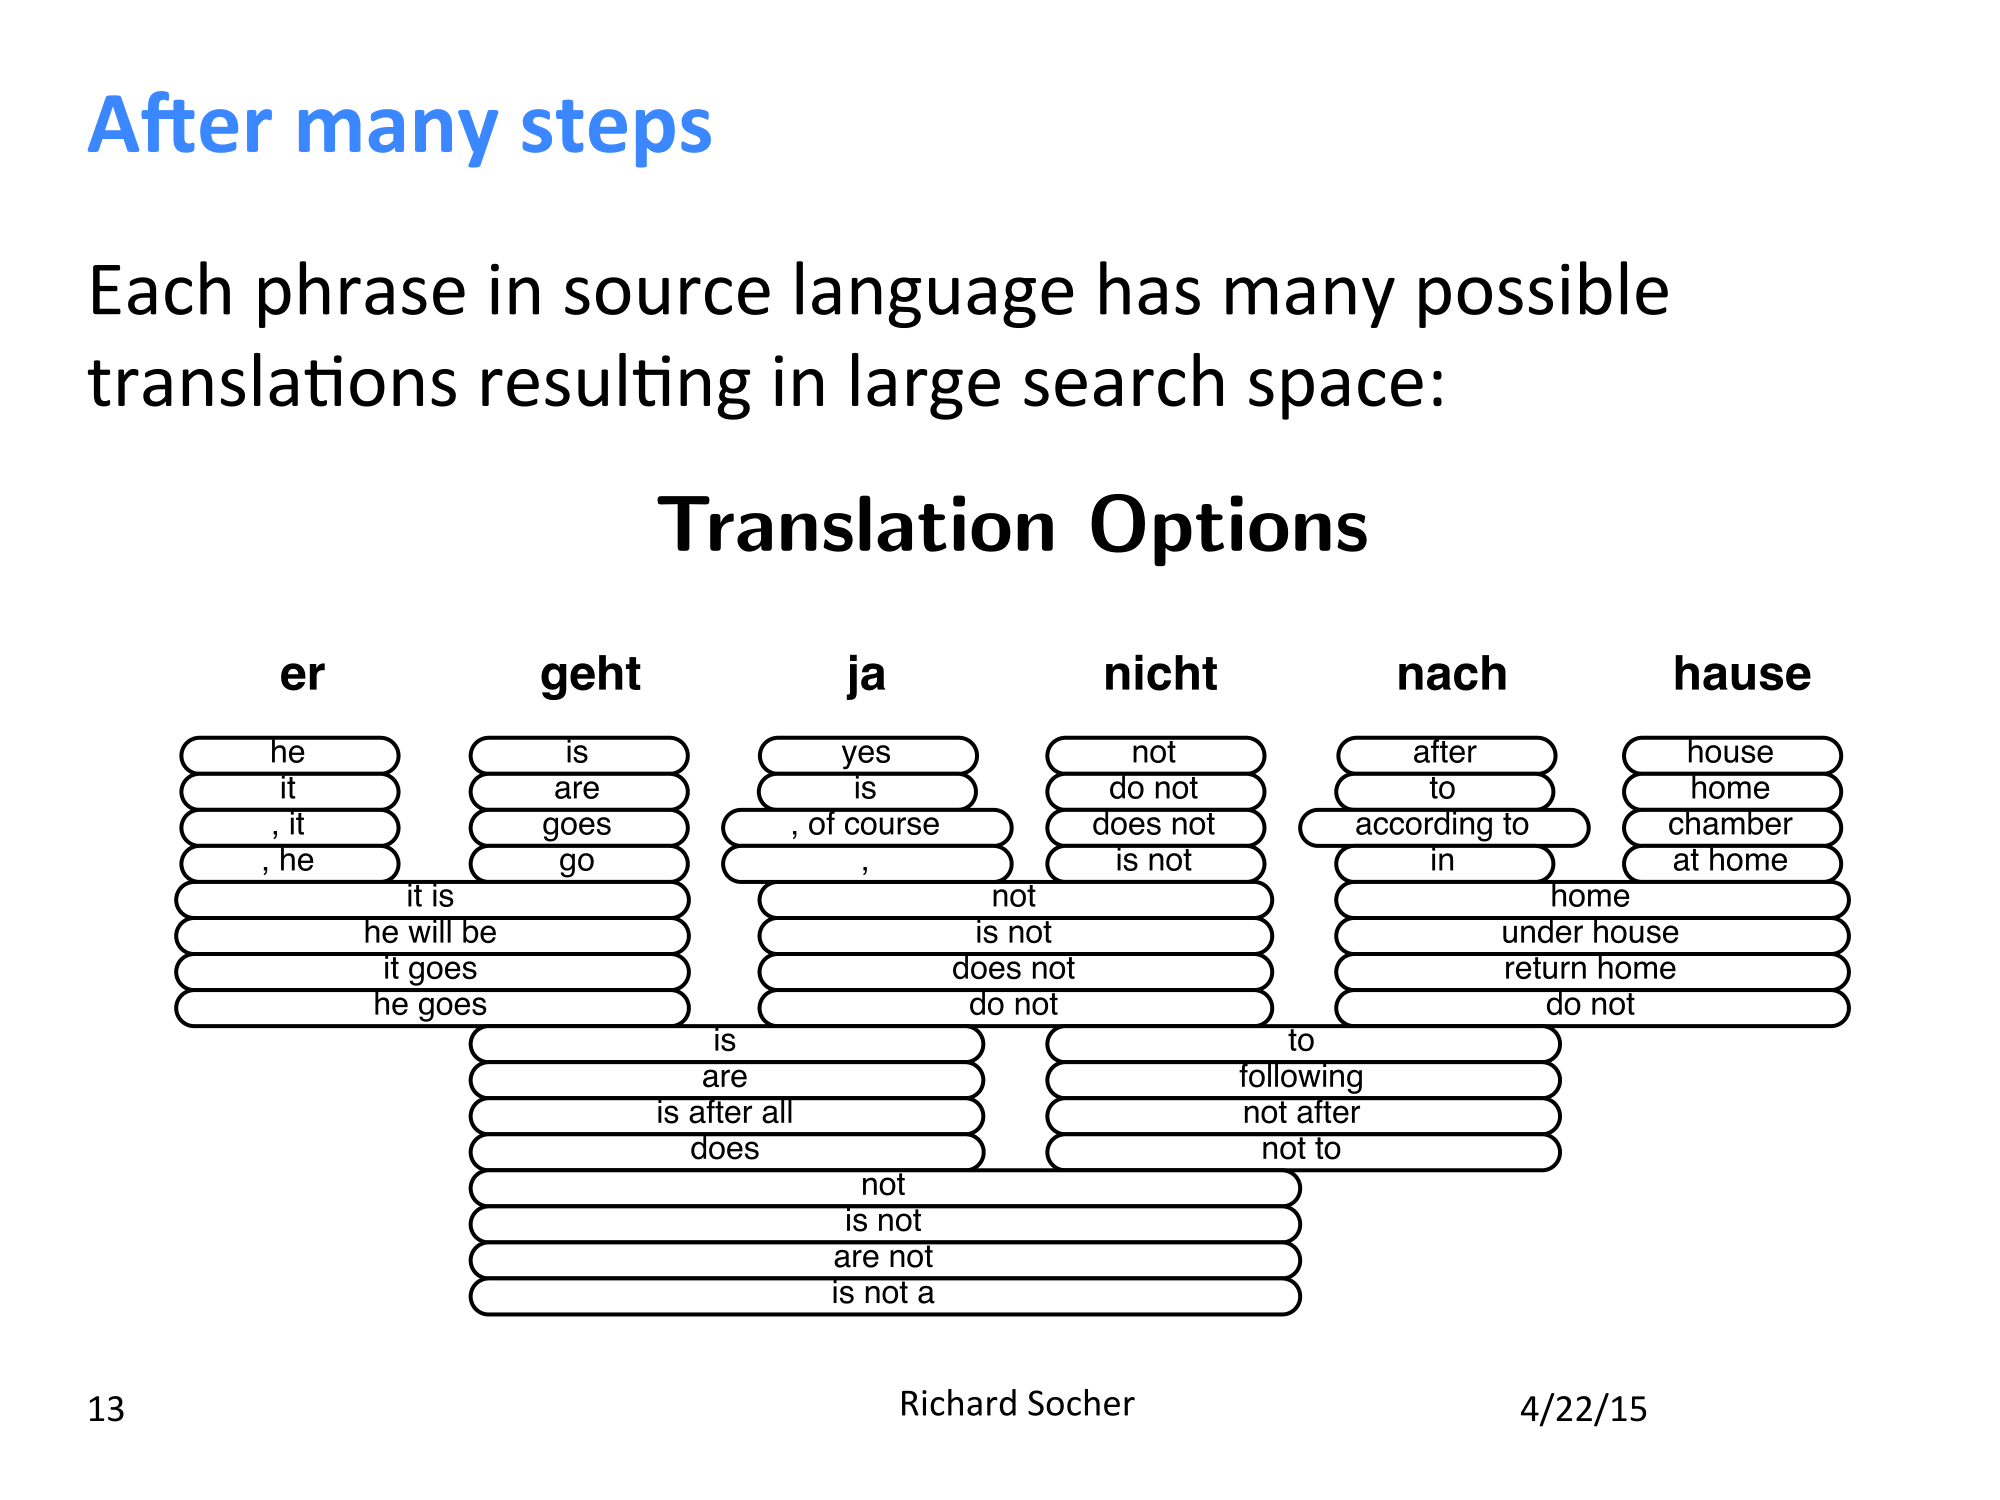 After many steps
Each phrase in source language has many possible
translations resulting in large search space:
Translation Options
er geht ja nicht nach hause
he is yes not after house
it are is do not to home
, it goes , of course does not according to chamber
, he go , is not in at home
it is not home
he will be is not under house
it goes does not return home
he goes do not do not
is to
are following
is after all not after
does not to
not
is not
are not
is not a
13 Richard Socher 4/22/15